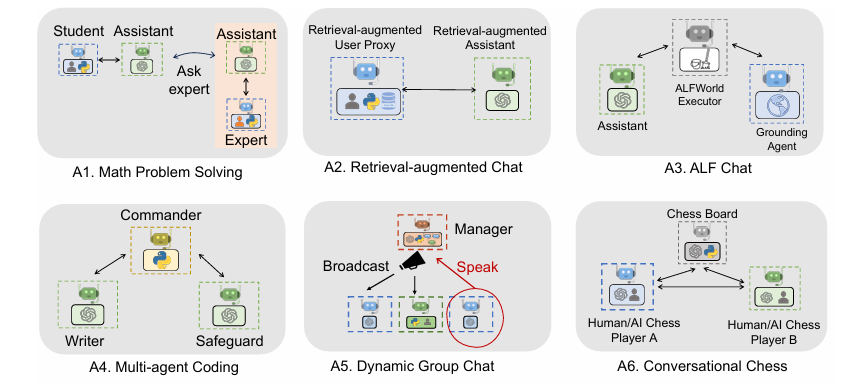 Student
Assistant
Assistant
Ask
expert
Expert
A1. Math Problem Solving
Retrieval-augmented
User Proxy
Retrieval-augmented
Assistant
A2. Retrieval-augmented Chat
ALFWorld
Executor
Assistant
Grounding
Agent
A3. ALF Chat
Commander
Writer
Safeguard
A4. Multi-agent Coding
Manager
Broadcast
Speak
A5. Dynamic Group Chat
Chess Board
Human/AI Chess
Player A
Human/AI Chess
Player B
A6. Conversational Chess